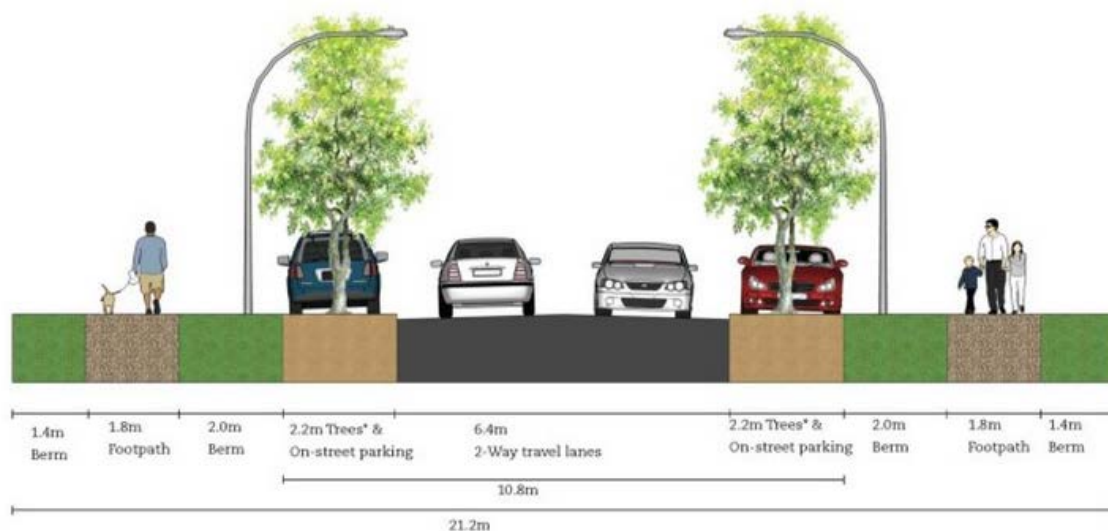 1.4m
Berm
1.8m
Footpath
2.0m
Berm
2.2m Trees* &
On-street parking
6.4m
2-Way travel lanes
2.2m Trees* &
On-street parking
2.0m
Berm
1.8m
Footpath
1.4m
Berm
10.8m
21.2m